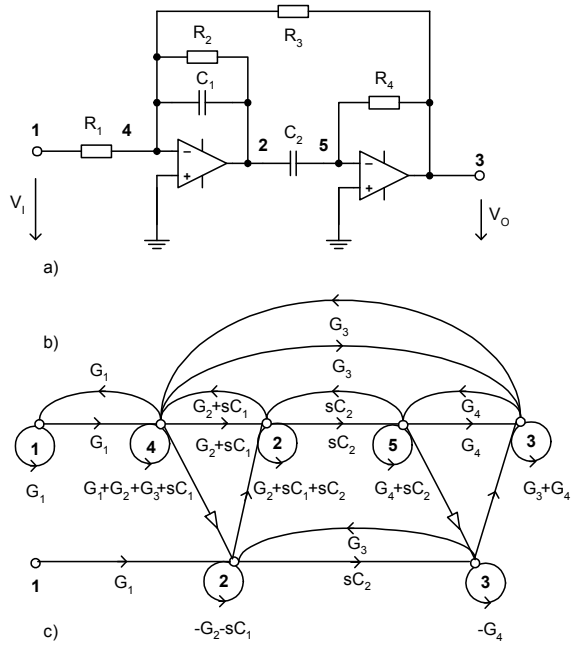 R₃
R₂
C₁
R₄
1
R₁
4
2
C₂
5
3
−
+
−
+
V_I
V_O
a)
G₃
b)
G₃
G₁
G₂+sC₁
sC₂
G₄
1
G₁
4
G₂+sC₁
2
sC₂
5
G₄
3
G₁
G₁+G₂+G₃+sC₁
G₂+sC₁+sC₂
G₄+sC₂
G₃+G₄
G₃
1
G₁
2
sC₂
3
c)
-G₂-sC₁
-G₄